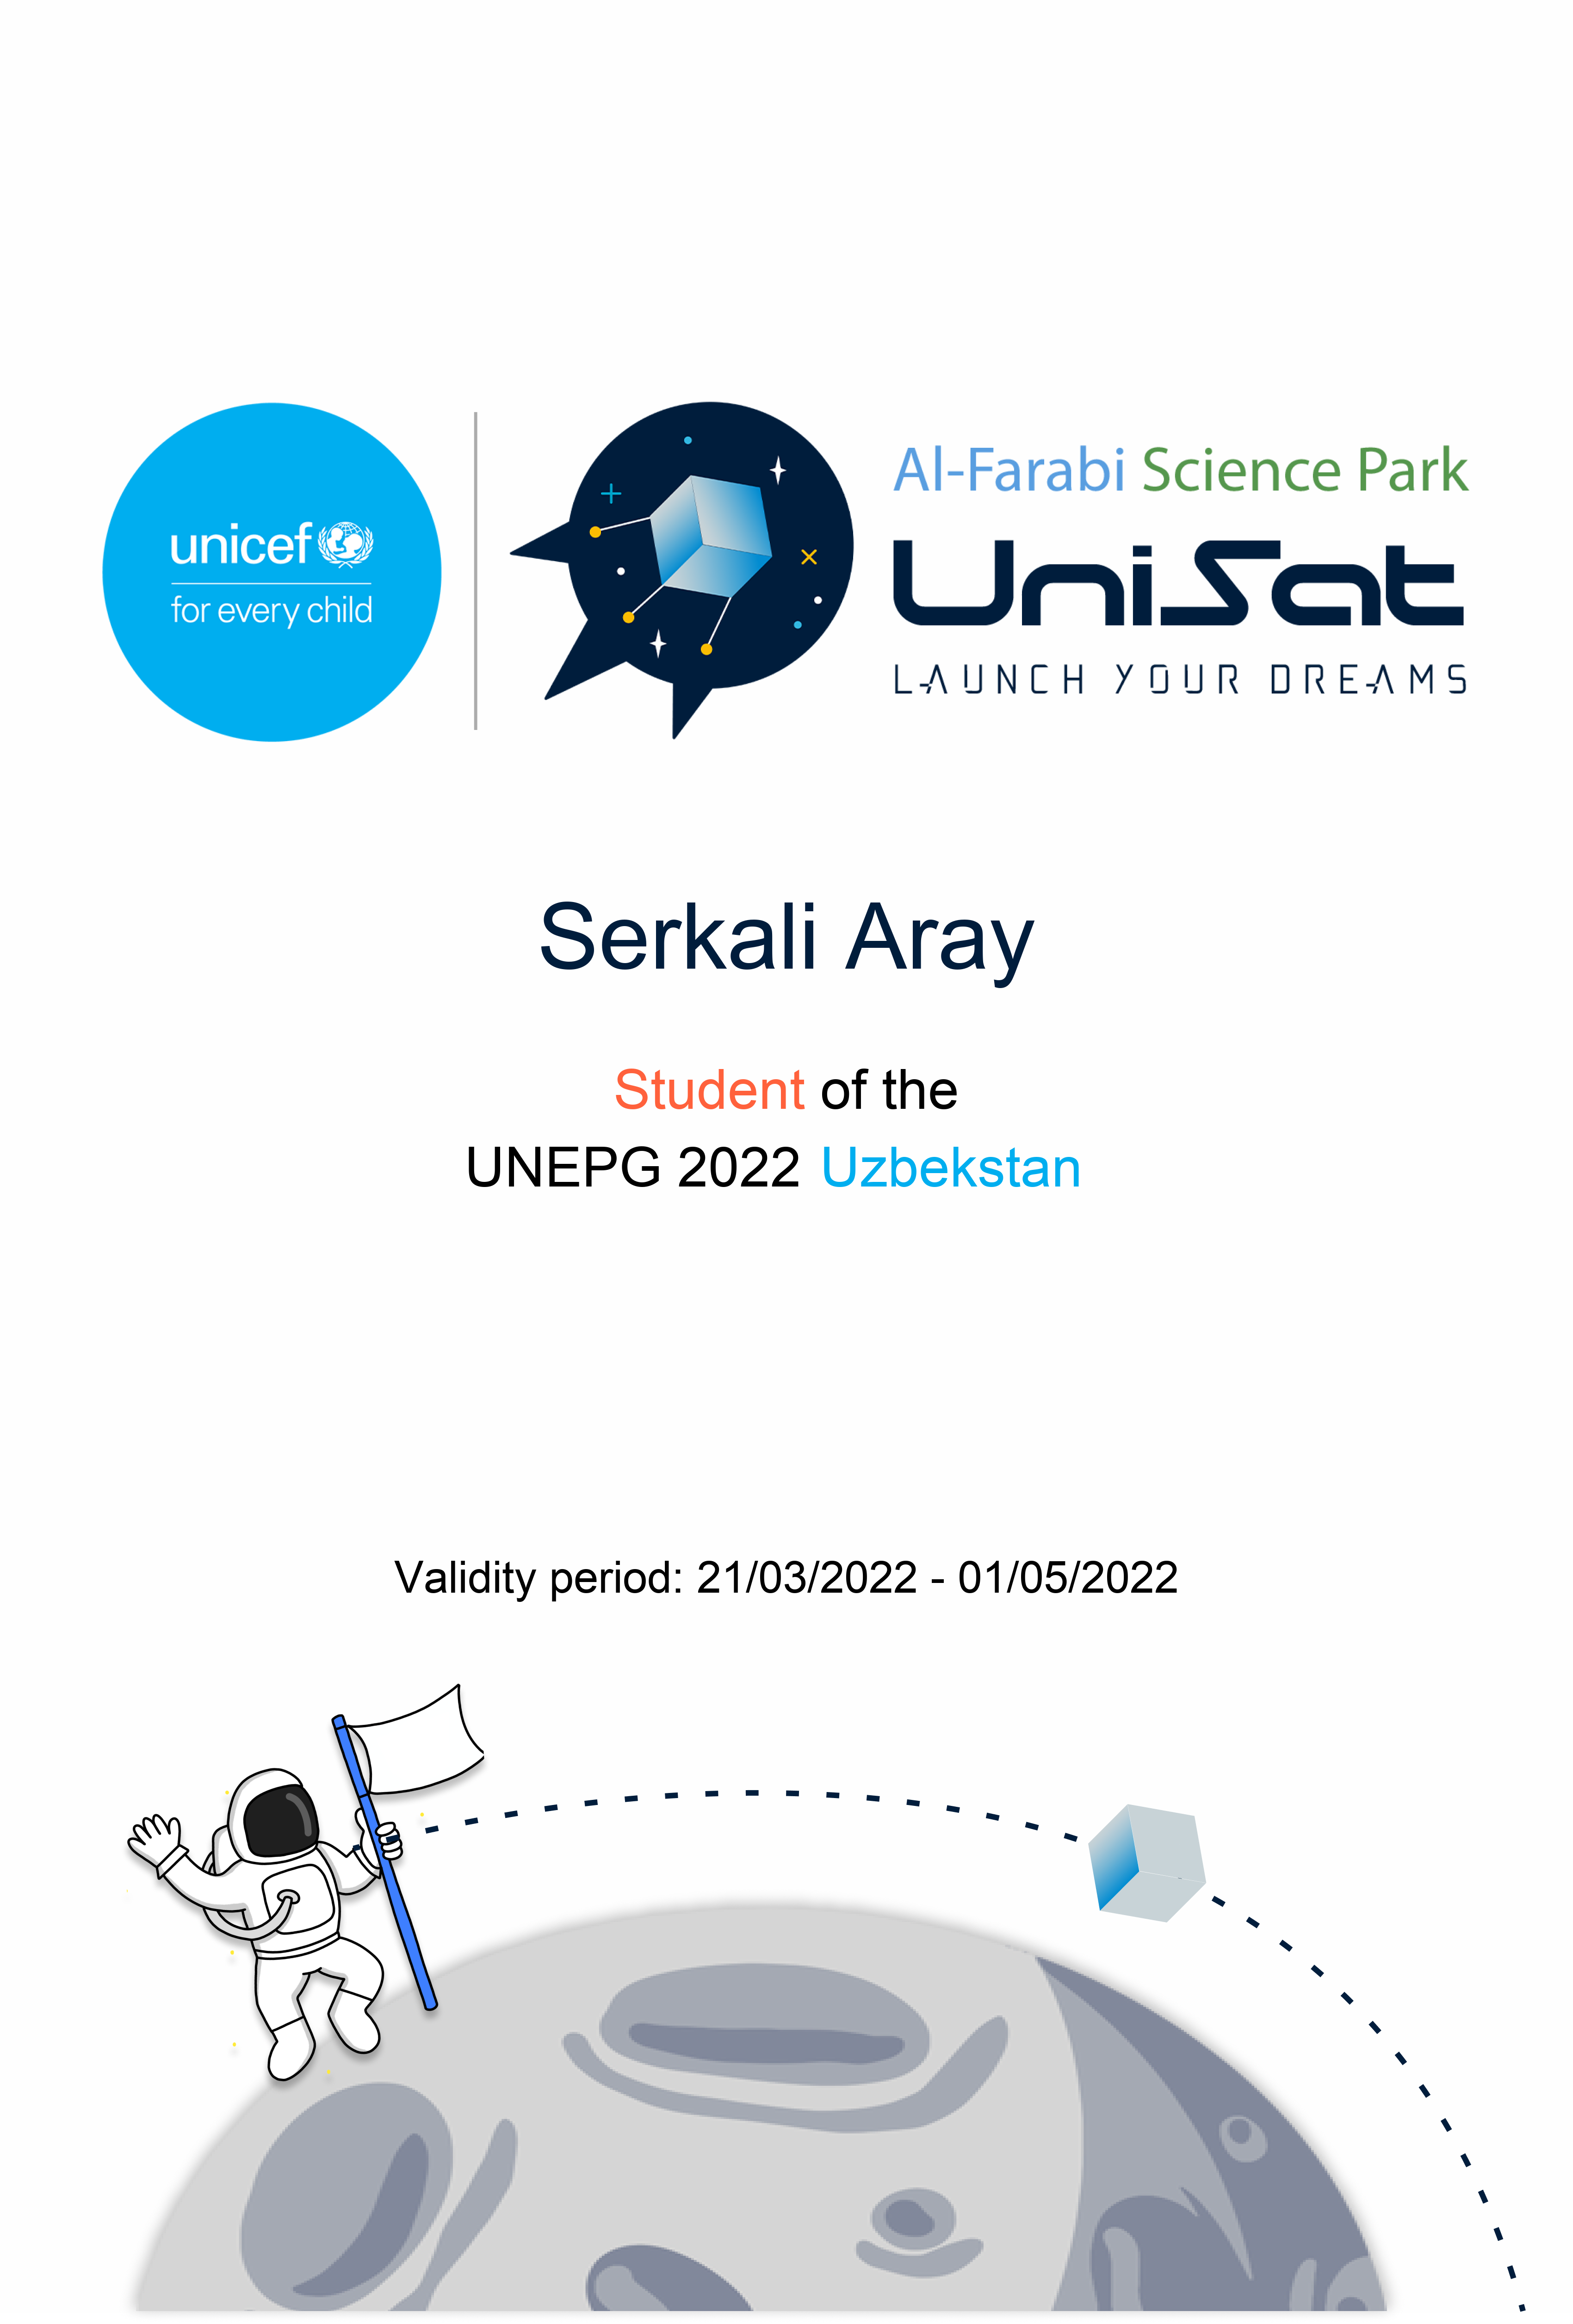 unicef
for every child
Al-Farabi Science Park
UniSat
LAUNCH YOUR DREAMS
Serkali Aray
Student of the
UNEPG 2022 Uzbekstan
Validity period: 21/03/2022 - 01/05/2022